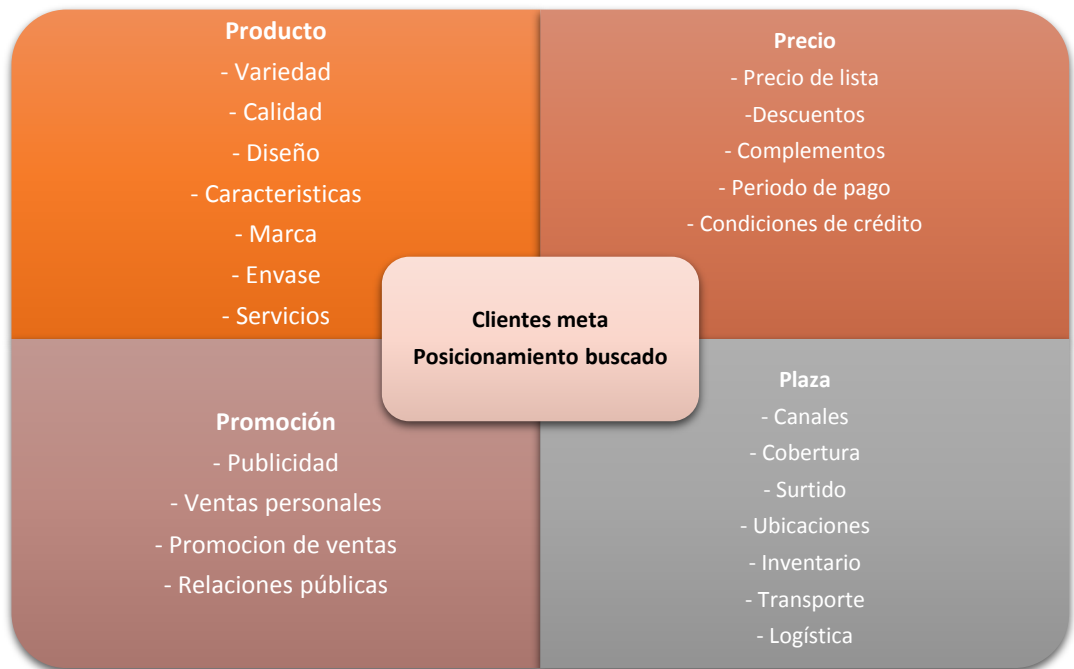 Producto
- Variedad
- Calidad
- Diseño
- Caracteristicas
- Marca
- Envase
- Servicios
Precio
- Precio de lista
-Descuentos
- Complementos
- Periodo de pago
- Condiciones de crédito
Clientes meta
Posicionamiento buscado
Promoción
- Publicidad
- Ventas personales
- Promocion de ventas
- Relaciones públicas
Plaza
- Canales
- Cobertura
- Surtido
- Ubicaciones
- Inventario
- Transporte
- Logística